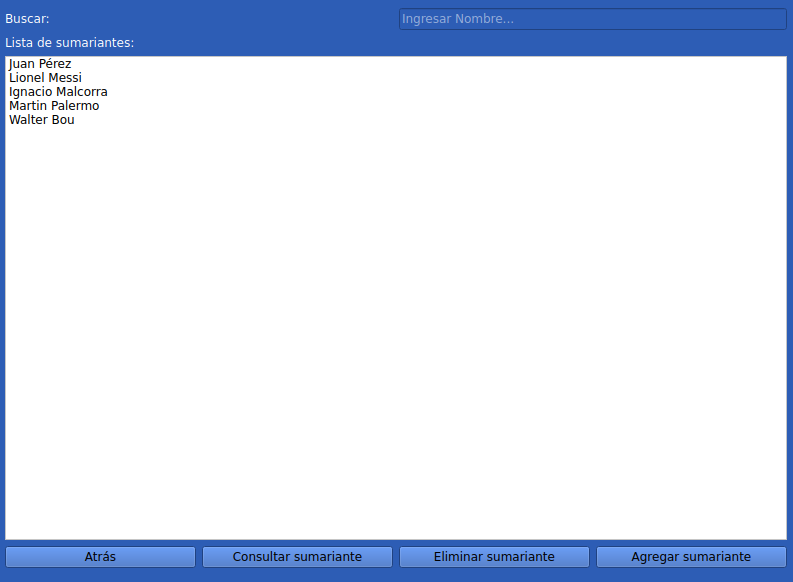 Buscar:
Ingresar Nombre...
Lista de sumariantes:
Juan Pérez
Lionel Messi
Ignacio Malcorra
Martin Palermo
Walter Bou
Atrás
Consultar sumariante
Eliminar sumariante
Agregar sumariante